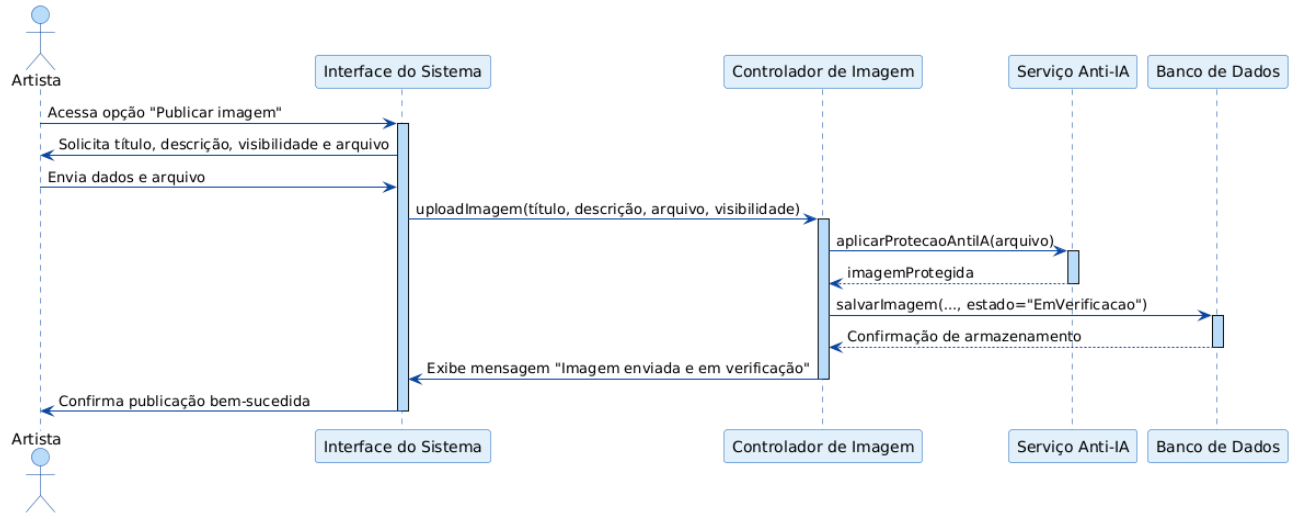 Artista
Interface do Sistema
Controlador de Imagem
Serviço Anti-IA
Banco de Dados
Acessa opção "Publicar imagem"
Solicita título, descrição, visibilidade e arquivo
Envia dados e arquivo
uploadImagem(título, descrição, arquivo, visibilidade)
aplicarProtecaoAntiIA(arquivo)
imagemProtegida
salvarImagem(..., estado="EmVerificacao")
Confirmação de armazenamento
Exibe mensagem "Imagem enviada e em verificação"
Confirma publicação bem-sucedida
Artista
Interface do Sistema
Controlador de Imagem
Serviço Anti-IA
Banco de Dados